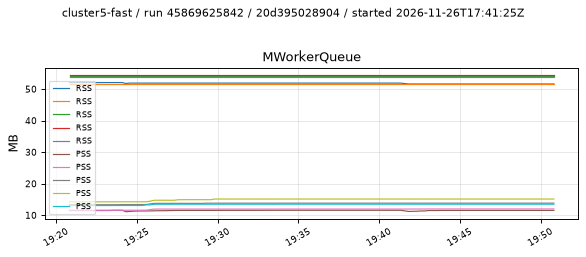 cluster5-fast / run 45869625842 / 20d395028904 / started 2026-11-26T17:41:25Z
MWorkerQueue
MB
50
40
30
20
10
RSS
RSS
RSS
RSS
RSS
PSS
PSS
PSS
PSS
PSS
19:20
19:25
19:30
19:35
19:40
19:45
19:50